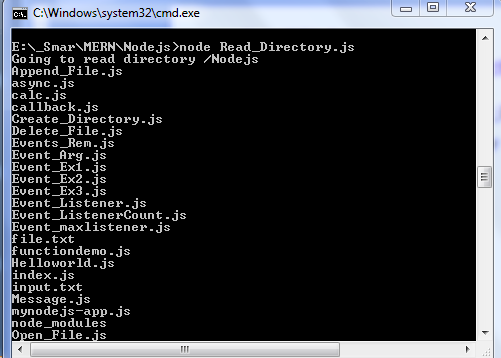 C:\Windows\system32\cmd.exe
E:\_Smar\MERN\Nodejs>node Read_Directory.js
Going to read directory /Nodejs
Append_File.js
async.js
calc.js
callback.js
Create_Directory.js
Delete_File.js
Events_Rem.js
Event_Arg.js
Event_Ex1.js
Event_Ex2.js
Event_Ex3.js
Event_Listener.js
Event_ListenerCount.js
Event_maxlistener.js
file.txt
functiondemo.js
Helloworld.js
index.js
input.txt
Message.js
mynodejs-app.js
node_modules
Open_File.js